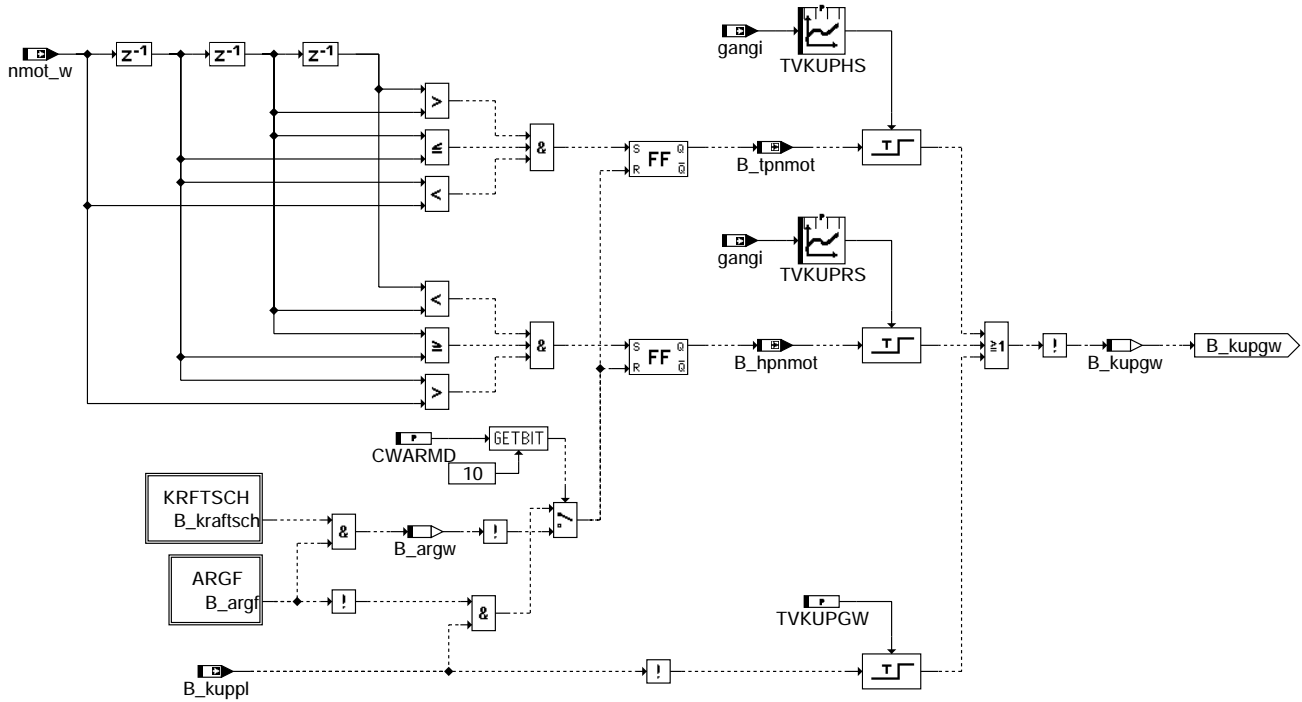 nmot_w
z-1
z-1
z-1
gangi
P
TVKUPHS
>
≤
<
&
S Q
FF
R Q̅
B_tpnmot
T
gangi
P
TVKUPRS
<
≥
>
&
S Q
FF
R Q̅
B_hpnmot
T
≥1
!
B_kupgw
B_kupgw
P
CWARMD
GETBIT
10
KRFTSCH
B_kraftsch
&
B_argw
!
ARGF
B_argf
!
&
P
TVKUPGW
B_kuppl
!
T